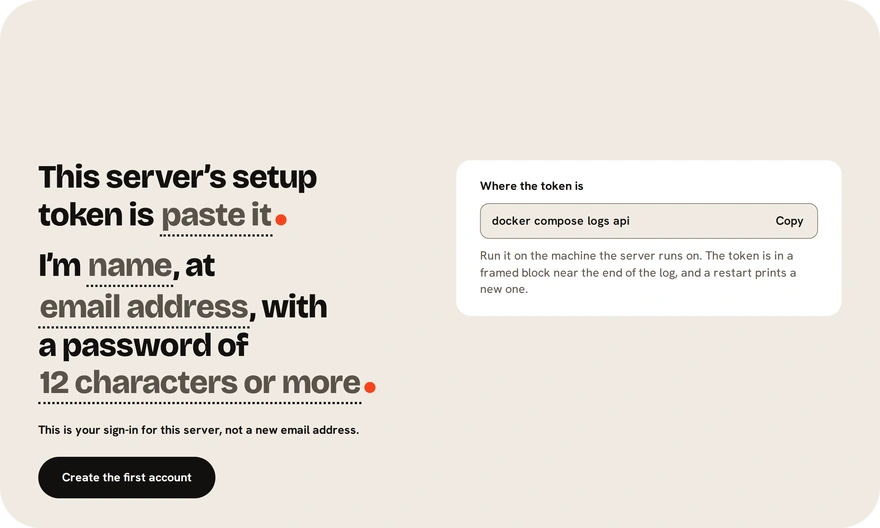 This server’s setup
token is paste it.
I’m name, at
email address, with
a password of
12 characters or more.
This is your sign-in for this server, not a new email address.
Create the first account
Where the token is
docker compose logs api Copy
Run it on the machine the server runs on. The token is in a
framed block near the end of the log, and a restart prints a
new one.